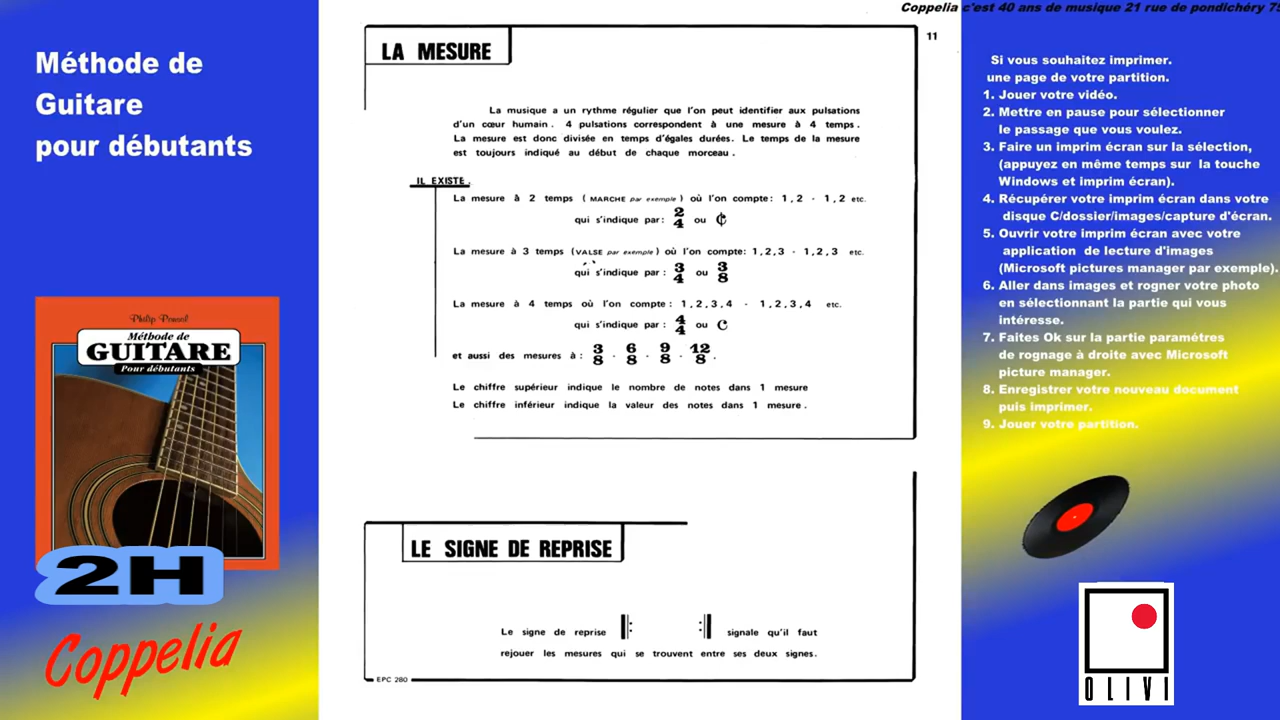 Coppelia c'est 40 ans de musique 21 rue de pondichéry 75
Méthode de
Guitare
pour débutants
Philip Pownal
Méthode de
GUITARE
Pour débutants
2H
Coppelia
11
LA MESURE
La musique a un rythme régulier que l'on peut identifier aux pulsations
d'un cœur humain. 4 pulsations correspondent à une mesure à 4 temps.
La mesure est donc divisée en temps d'égales durées. Le temps de la mesure
est toujours indiqué au début de chaque morceau.
IL EXISTE
La mesure à 2 temps (MARCHE par exemple) où l'on compte: 1,2 - 1,2 etc.
qui s'indique par: 2/4 ou ¢
La mesure à 3 temps (VALSE par exemple) où l'on compte: 1,2,3 - 1,2,3 etc.
qui s'indique par: 3/4 ou 3/8
La mesure à 4 temps où l'on compte: 1,2,3,4 - 1,2,3,4 etc.
qui s'indique par: 4/4 ou C
et aussi des mesures à: 3/8 - 6/8 - 9/8 - 12/8.
Le chiffre supérieur indique le nombre de notes dans 1 mesure
Le chiffre inférieur indique la valeur des notes dans 1 mesure.
LE SIGNE DE REPRISE
Le signe de reprise signale qu'il faut
rejouer les mesures qui se trouvent entre ses deux signes.
EPC 280
Si vous souhaitez imprimer.
une page de votre partition.
1. Jouer votre vidéo.
2. Mettre en pause pour sélectionner
le passage que vous voulez.
3. Faire un imprim écran sur la sélection,
(appuyez en même temps sur la touche
Windows et imprim écran).
4. Récupérer votre imprim écran dans votre
disque C/dossier/images/capture d'écran.
5. Ouvrir votre imprim écran avec votre
application de lecture d'images
(Microsoft pictures manager par exemple).
6. Aller dans images et rogner votre photo
en sélectionnant la partie qui vous
intéresse.
7. Faites Ok sur la partie paramétres
de rognage à droite avec Microsoft
picture manager.
8. Enregistrer votre nouveau document
puis imprimer.
9. Jouer votre partition.
OLIVI